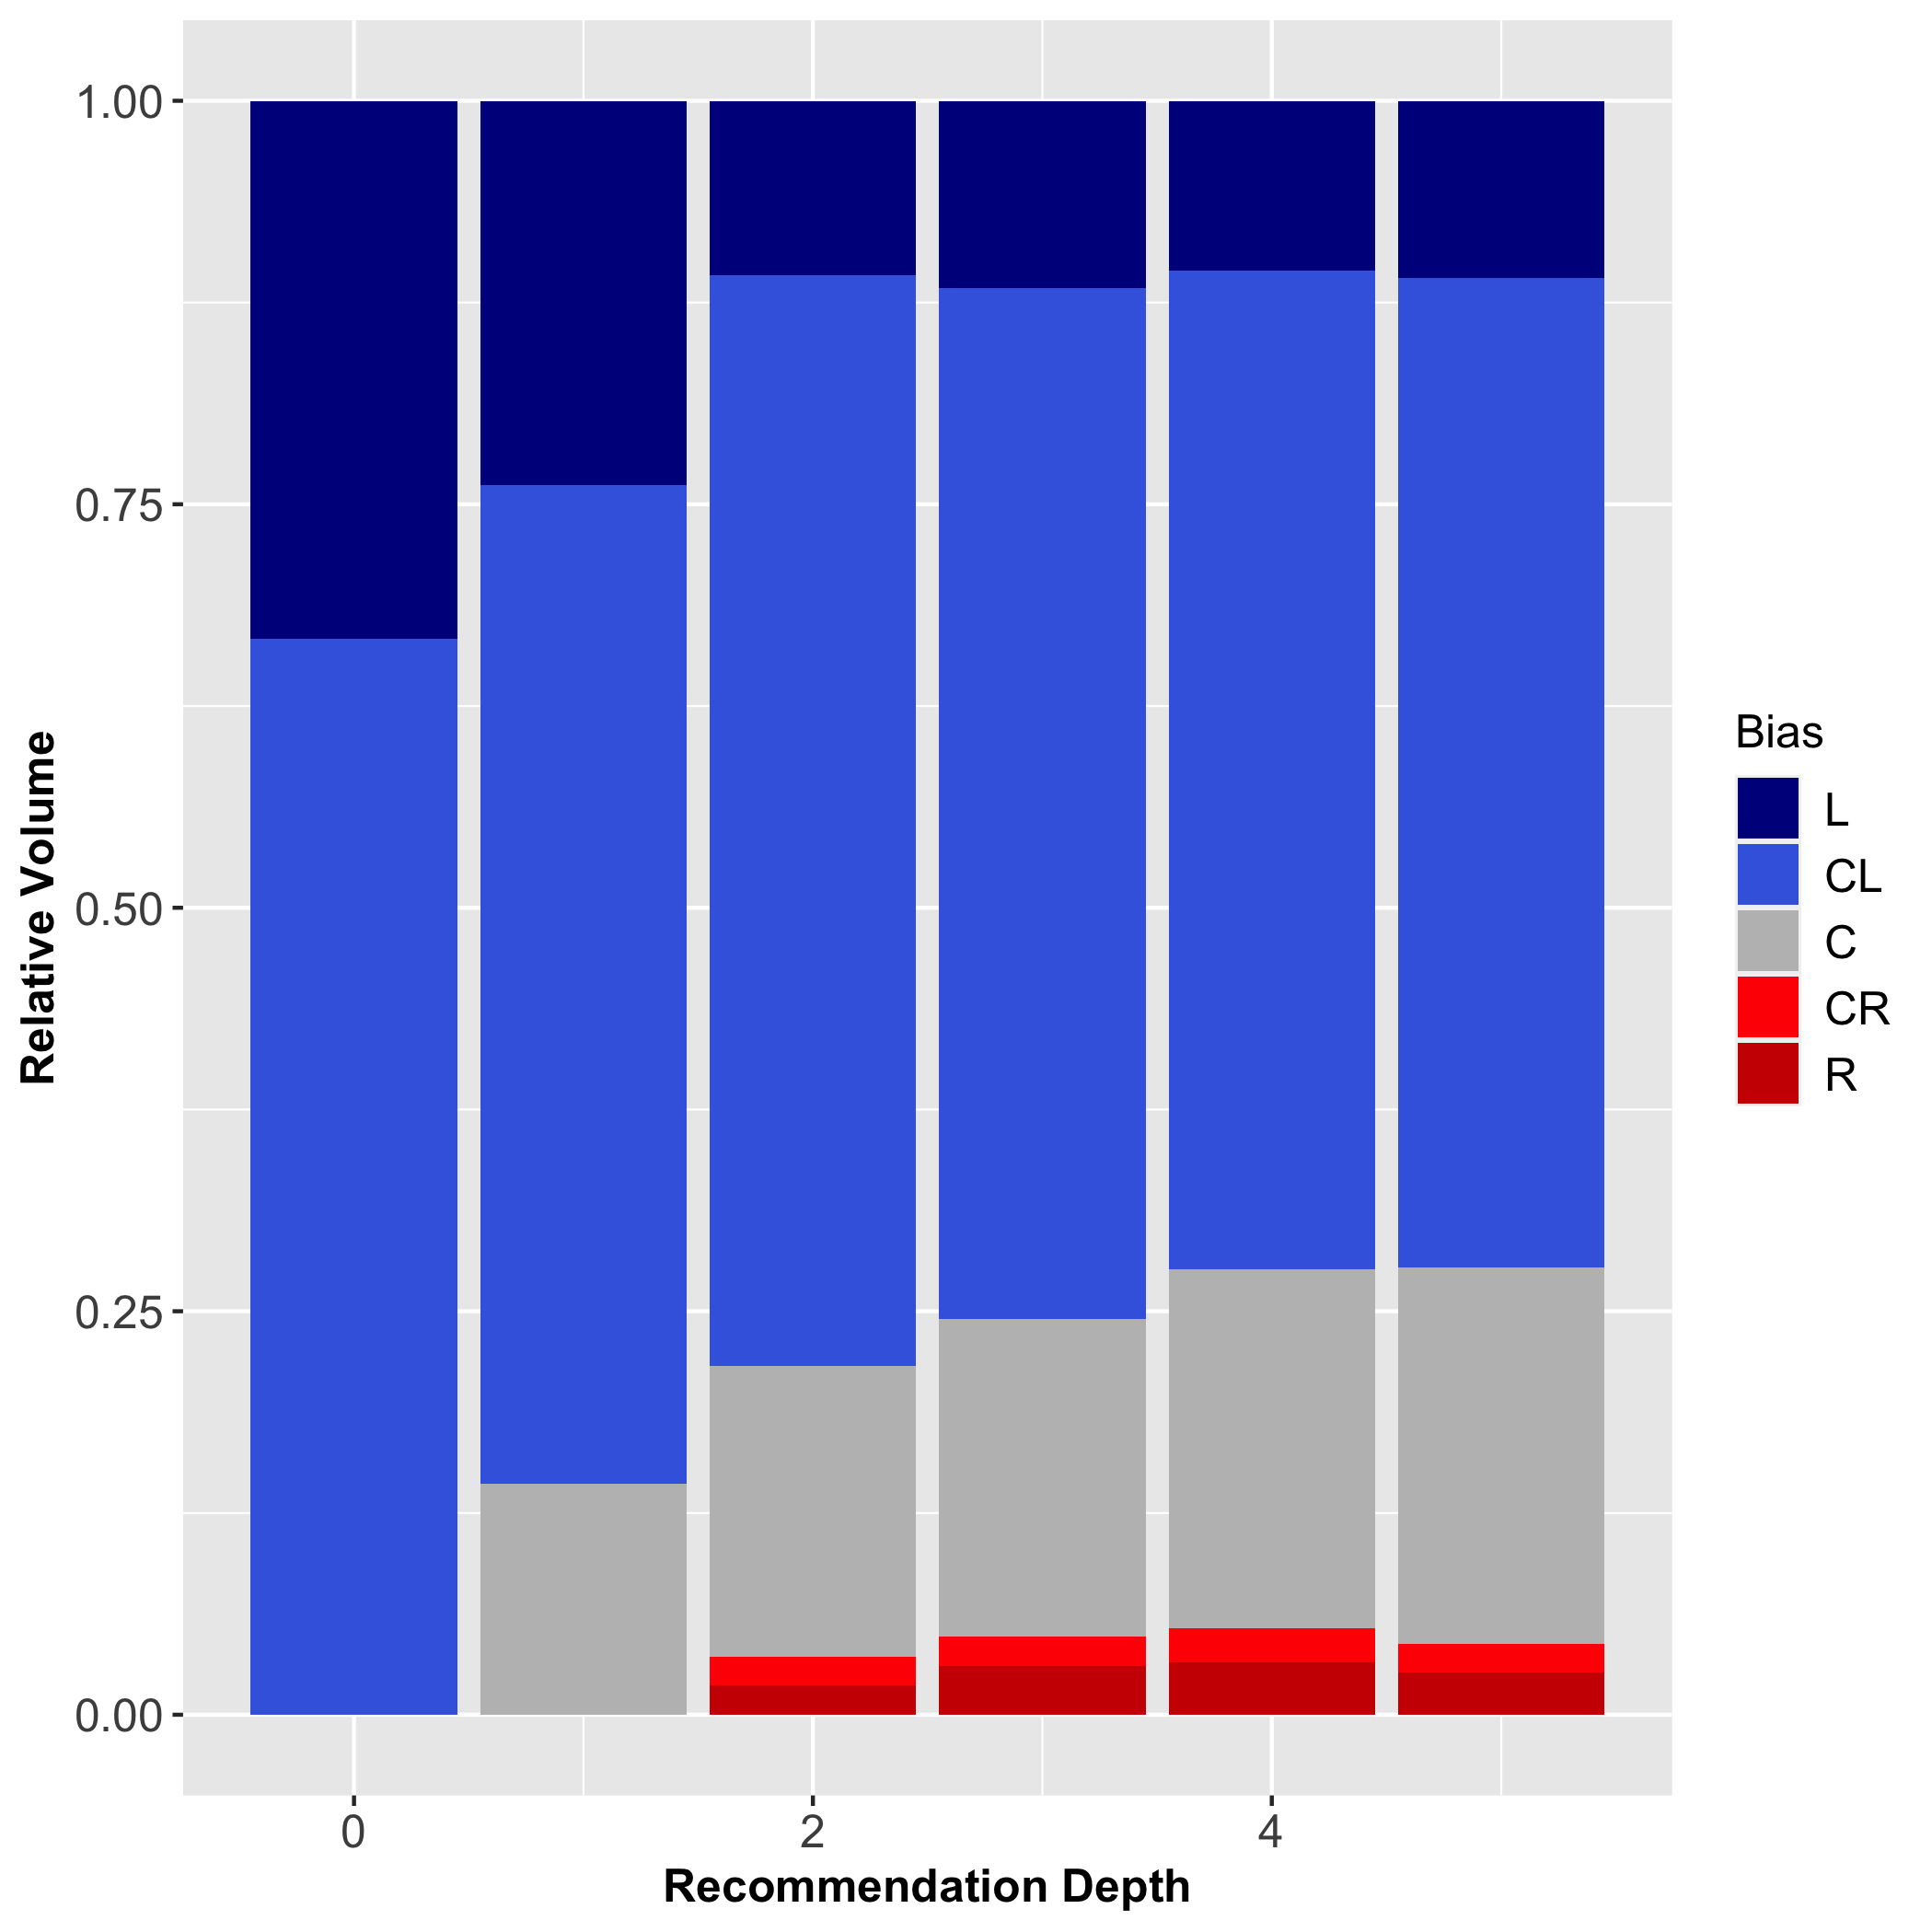 1.00
0.75
0.50
0.25
0.00
Relative Volume
0 2 4
Recommendation Depth
Bias
L
CL
C
CR
R